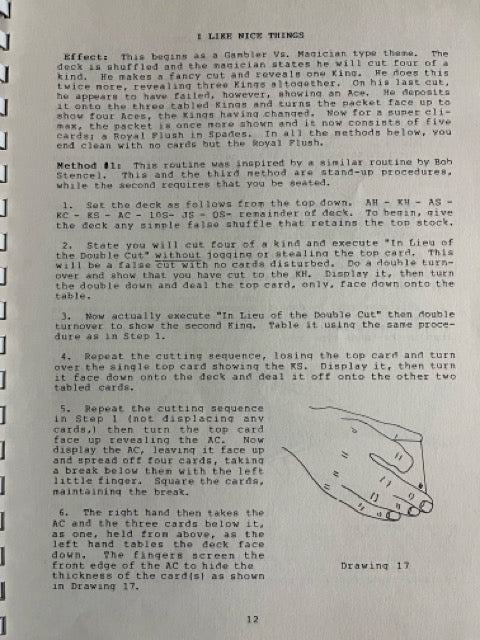 I LIKE NICE THINGS
Effect: This begins as a Gambler Vs. Magician type theme. The
deck is shuffled and the magician states he will cut four of a
kind. He makes a fancy cut and reveals one King. He does this
twice more, revealing three Kings altogether. On his last cut,
he appears to have failed, however, showing an Ace. He deposits
it onto the three tabled Kings and turns the packet face up to
show four Aces, the Kings having changed. Now for a super cli-
max, the packet is once more shown and it now consists of five
cards; a Royal Flush in Spades. In all the methods below, you
end clean with no cards but the Royal Flush.
Method #1: This routine was inspired by a similar routine by Bob
Stencel. This and the third method are stand-up procedures,
while the second requires that you be seated.
1. Set the deck as follows from the top down. AH - KH - AS -
KC - KS - AC - 10S- JS - QS- remainder of deck. To begin, give
the deck any simple false shuffle that retains the top stock.
2. State you will cut four of a kind and execute "In Lieu of
the Double Cut" without jogging or stealing the top card. This
will be a false cut with no cards disturbed. Do a double turn-
over and show that you have cut to the KH. Display it, then turn
the double down and deal the top card, only, face down onto the
table.
3. Now actually execute "In Lieu of the Double Cut" then double
turnover to show the second King. Table it using the same proce-
dure as in Step 1.
4. Repeat the cutting sequence, losing the top card and turn
over the single top card showing the KS. Display it, then turn
it face down onto the deck and deal it off onto the other two
tabled cards.
5. Repeat the cutting sequence
in Step 1 (not displacing any
cards,) then turn the top card
face up revealing the AC. Now
display the AC, leaving it face up
and spread off four cards, taking
a break below them with the left
little finger. Square the cards,
maintaining the break.
6. The right hand then takes the
AC and the three cards below it,
as one, held from above, as the
left hand tables the deck face
down. The fingers screen the
front edge of the AC to hide the
thickness of the card(s) as shown
in Drawing 17.
Drawing 17
12